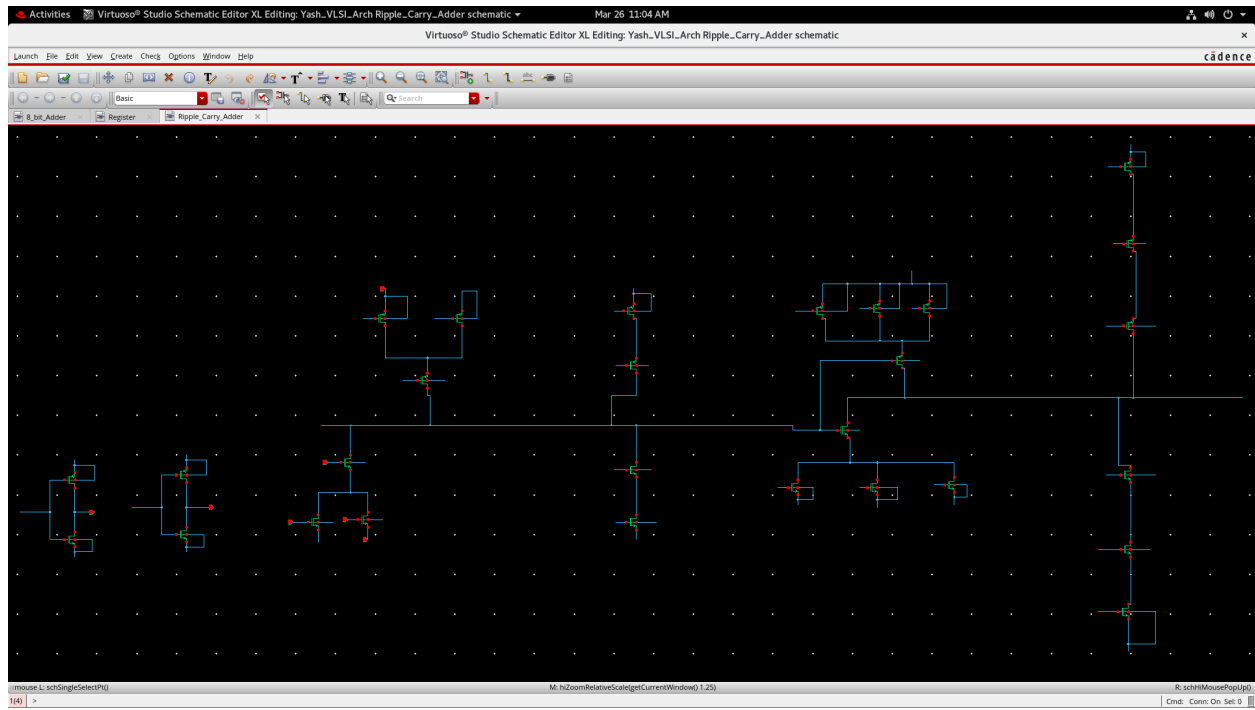 Activities Virtuoso® Studio Schematic Editor XL Editing: Yash_VLSI_Arch Ripple_Carry_Adder schematic Mar 26 11:04 AM
Virtuoso® Studio Schematic Editor XL Editing: Yash_VLSI_Arch Ripple_Carry_Adder schematic ×
Launch File Edit View Create Check Options Window Help cādence
Basic Search
8_bit_Adder Register Ripple_Carry_Adder
mouse L: schSingleSelectPt() M: hiZoomRelativeScale(getCurrentWindow() 1.25) R: schHiMousePopUp()
1(4) > Cmd: Conn: On Sel: 0